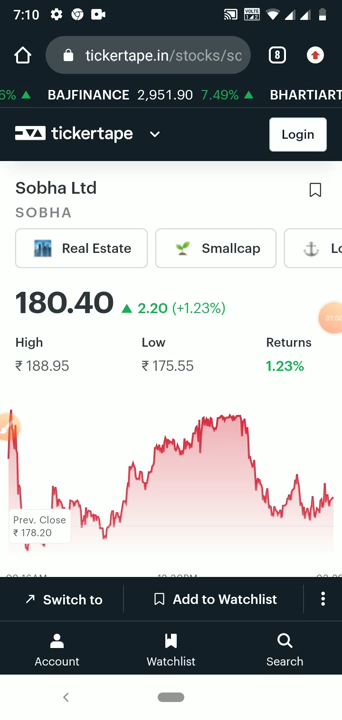 7:10
VOLTE
8
tickertape.in/stocks/sc
6% ▲ BAJFINANCE 2,951.90 7.49% ▲ BHARTIART
tickertape
Login
Sobha Ltd
SOBHA
Real Estate
Smallcap
180.40 ▲ 2.20 (+1.23%)
High Low Returns
₹ 188.95 ₹ 175.55 1.23%
Prev. Close
₹ 178.20
Switch to
Add to Watchlist
Account Watchlist Search